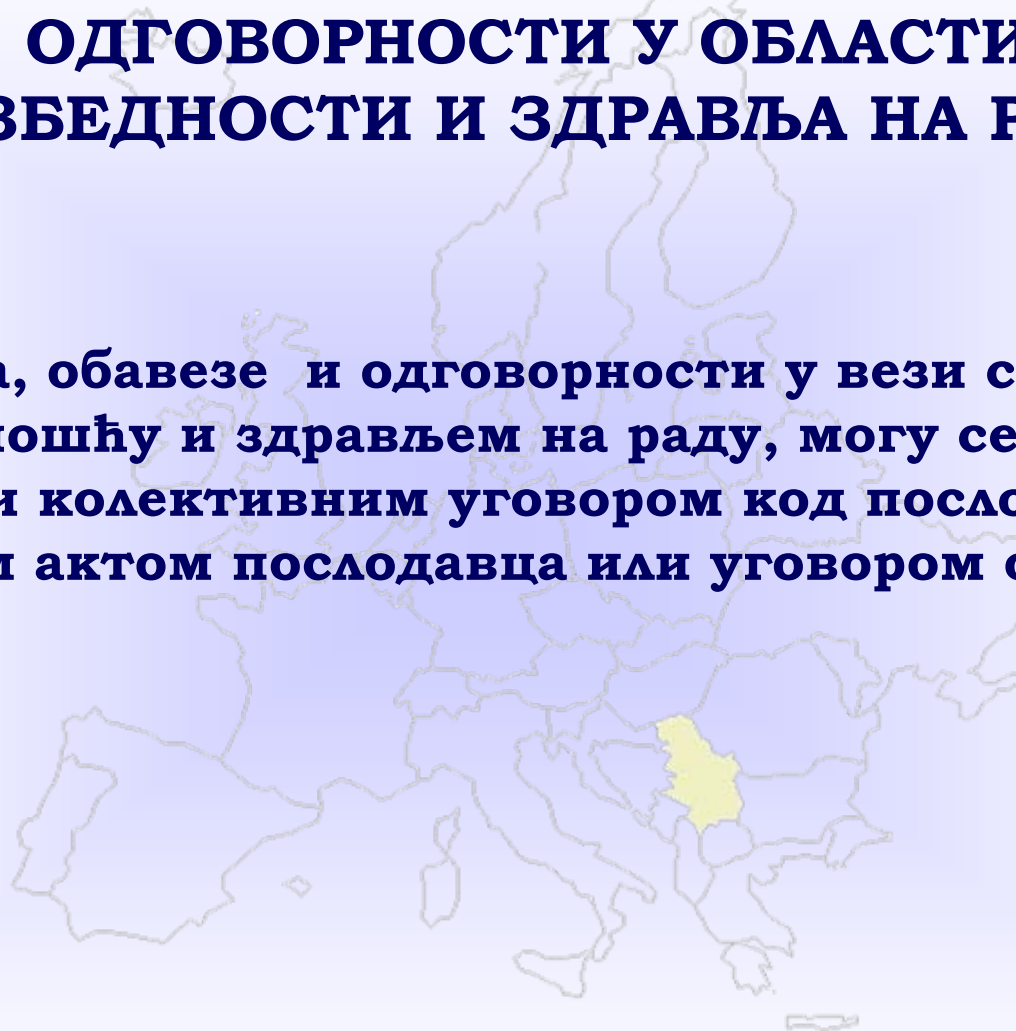 ОДГОВОРНОСТИ У ОБЛАСТИ
ЗБЕДНОСТИ И ЗДРАВЉА НА Р
а, обавезе и одговорности у вези с
ношћу и здрављем на раду, могу се
и колективним уговором код посло
м актом послодавца или уговором о